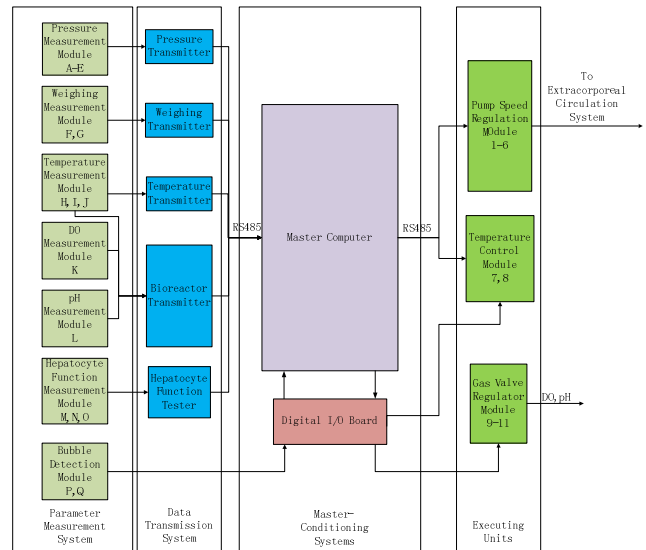 Pressure
Measurement
Module
A-E
Weighing
Measurement
Module
F,G
Temperature
Measurement
Module
H,I,J
DO
Measurement
Module
K
pH
Measurement
Module
L
Hepatocyte
Function
Measurement
Module
M,N,O
Bubble
Detection
Module
P,Q
Parameter
Measurement
System
Pressure
Transmitter
Weighing
Transmitter
Temperature
Transmitter
Bioreactor
Transmitter
Hepatocyte
Function
Tester
Data
Transmission
System
RS485
Master Computer
Digital I/O Board
Master-
Conditioning
Systems
RS485
Pump Speed
Regulation
MOdule
1-6
Temperature
Control
Module
7,8
Gas Valve
Regulator
Module
9-11
Executing
Units
To
Extracorporeal
Circulation
System
DO,pH